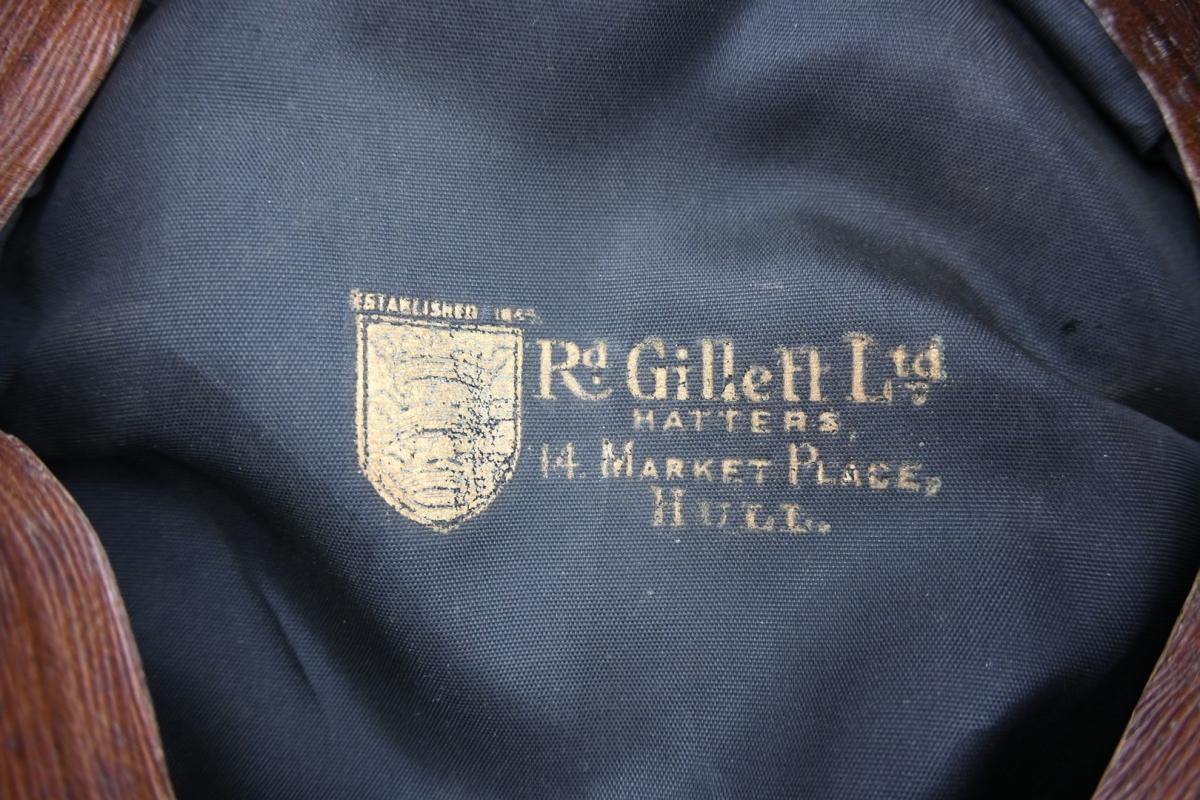 ESTABLISHED
Rd. Gillett Ltd
HATTERS,
14. MARKET PLACE,
HULL.